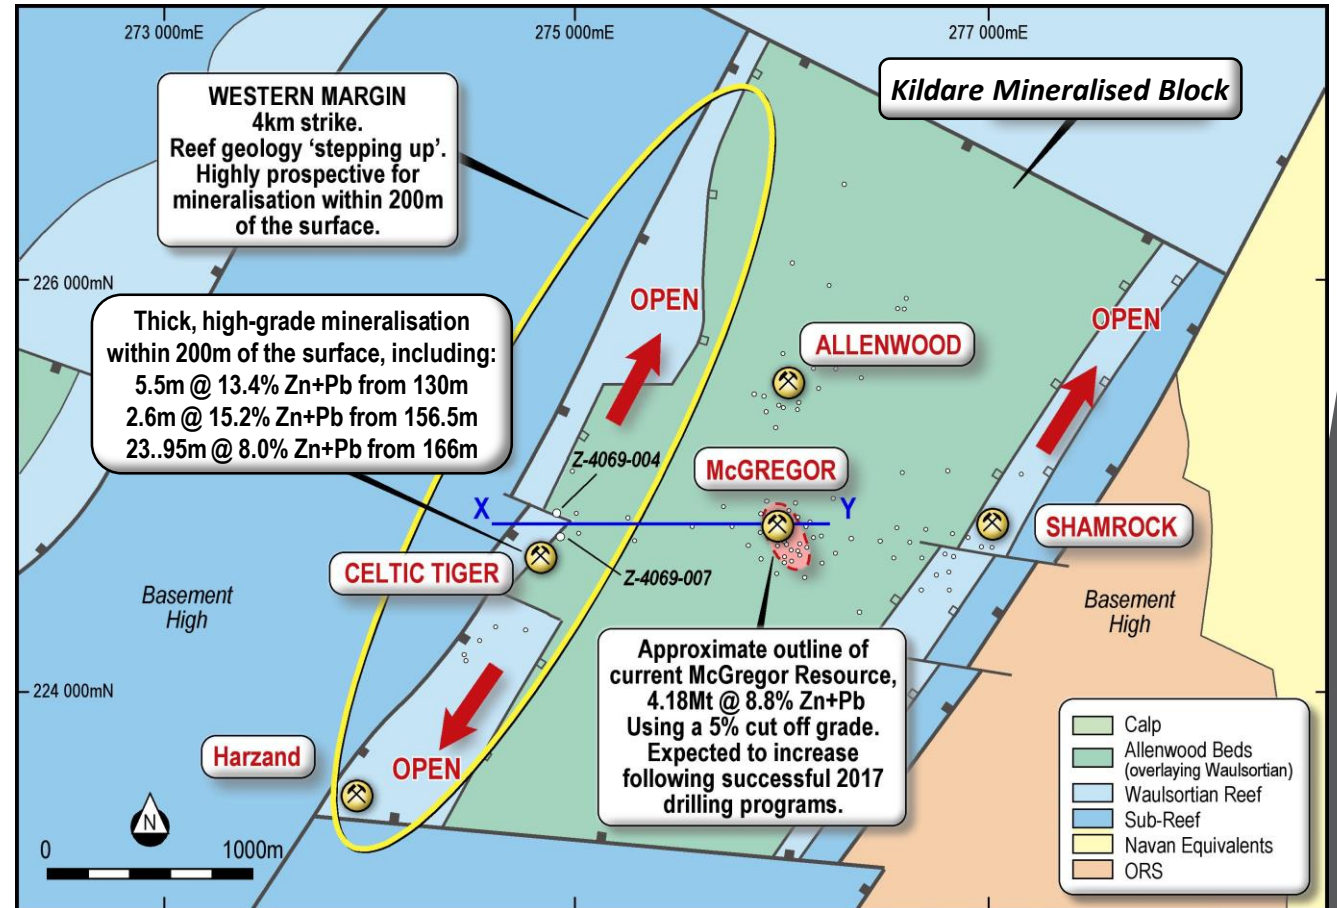 273 000mE
275 000mE
277 000mE
WESTERN MARGIN
4km strike.
Reef geology ‘stepping up’.
Highly prospective for
mineralisation within 200m
of the surface.
Kildare Mineralised Block
226 000mN
Thick, high-grade mineralisation
within 200m of the surface, including:
5.5m @ 13.4% Zn+Pb from 130m
2.6m @ 15.2% Zn+Pb from 156.5m
23..95m @ 8.0% Zn+Pb from 166m
OPEN
OPEN
ALLENWOOD
Z-4069-004
McGREGOR
X
Y
SHAMROCK
CELTIC TIGER
Z-4069-007
Basement
High
Basement
High
Approximate outline of
current McGregor Resource,
4.18Mt @ 8.8% Zn+Pb
Using a 5% cut off grade.
Expected to increase
following successful 2017
drilling programs.
224 000mN
Harzand
OPEN
N
0
1000m
Calp
Allenwood Beds
(overlaying Waulsortian)
Waulsortian Reef
Sub-Reef
Navan Equivalents
ORS